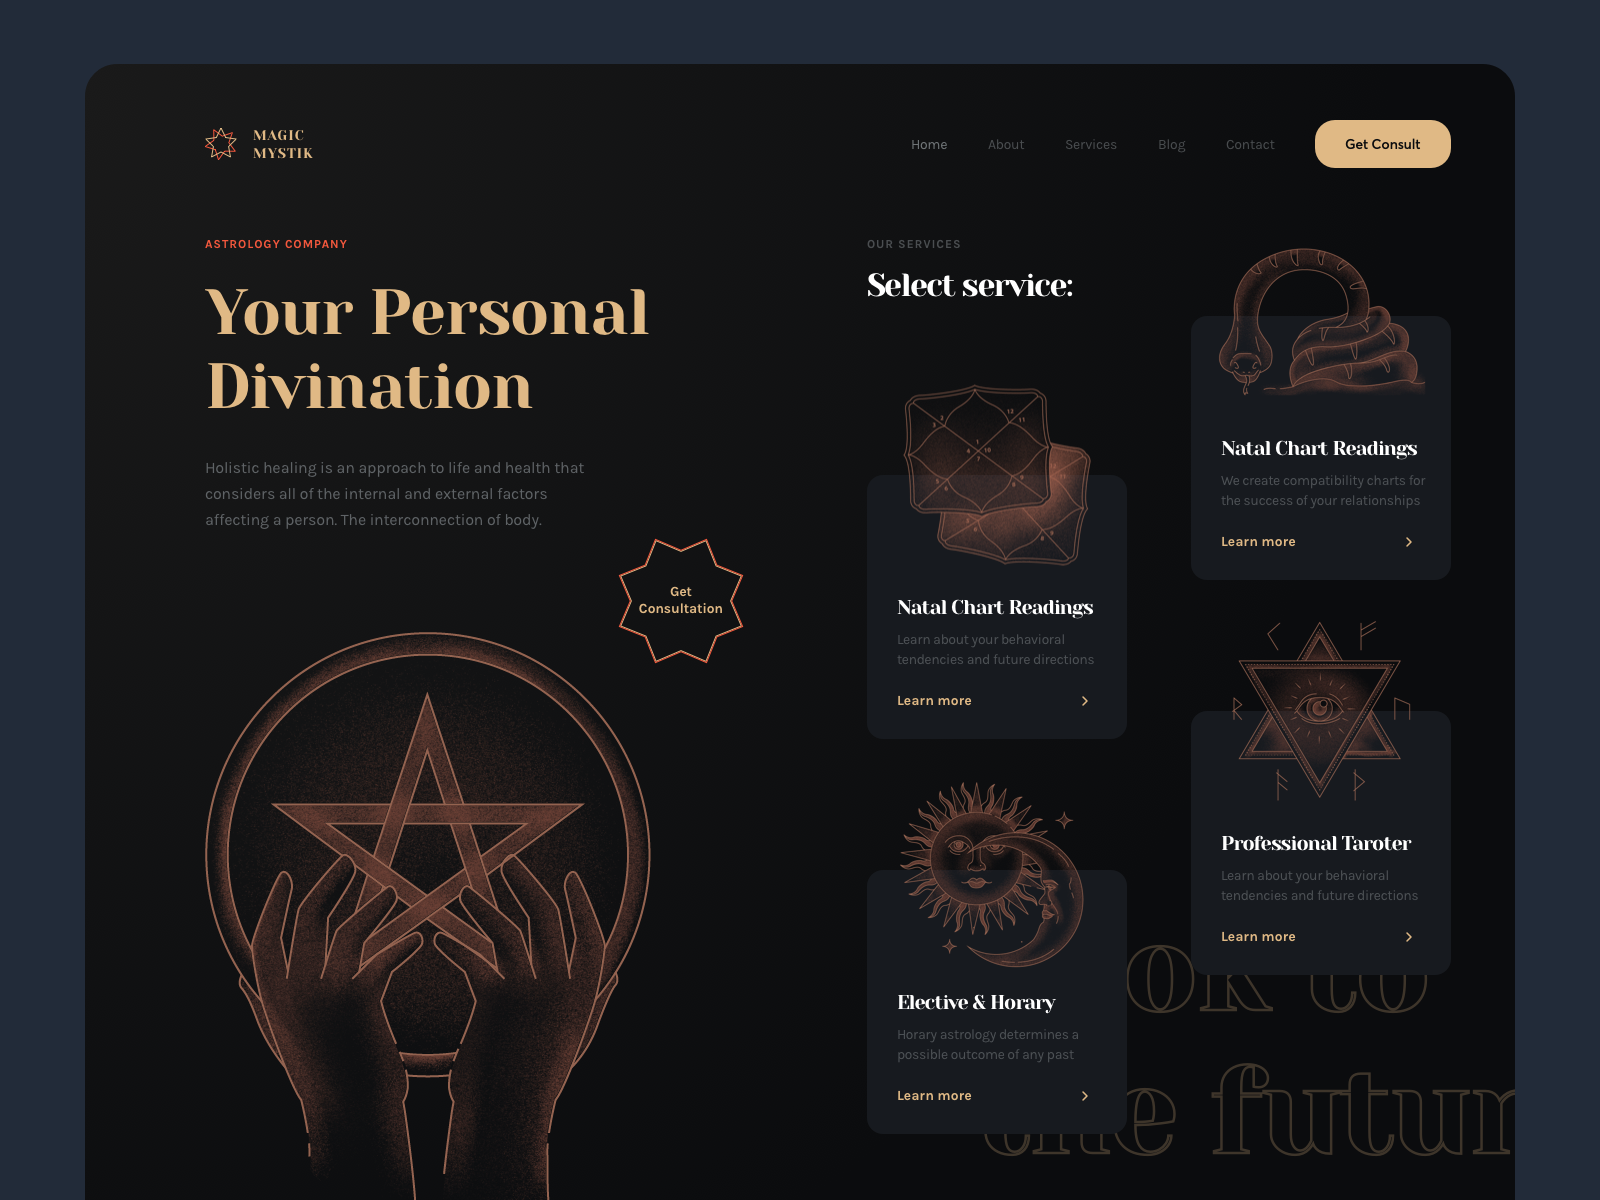 MAGIC
MYSTIK
Home
About
Services
Blog
Contact
Get Consult
ASTROLOGY COMPANY
Your Personal
Divination
Holistic healing is an approach to life and health that
considers all of the internal and external factors
affecting a person. The interconnection of body.
Get
Consultation
OUR SERVICES
Select service:
Natal Chart Readings
Learn about your behavioral
tendencies and future directions
Learn more
Elective & Horary
Horary astrology determines a
possible outcome of any past
Learn more
Natal Chart Readings
We create compatibility charts for
the success of your relationships
Learn more
Professional Taroter
Learn about your behavioral
tendencies and future directions
Learn more
ok to
the futur